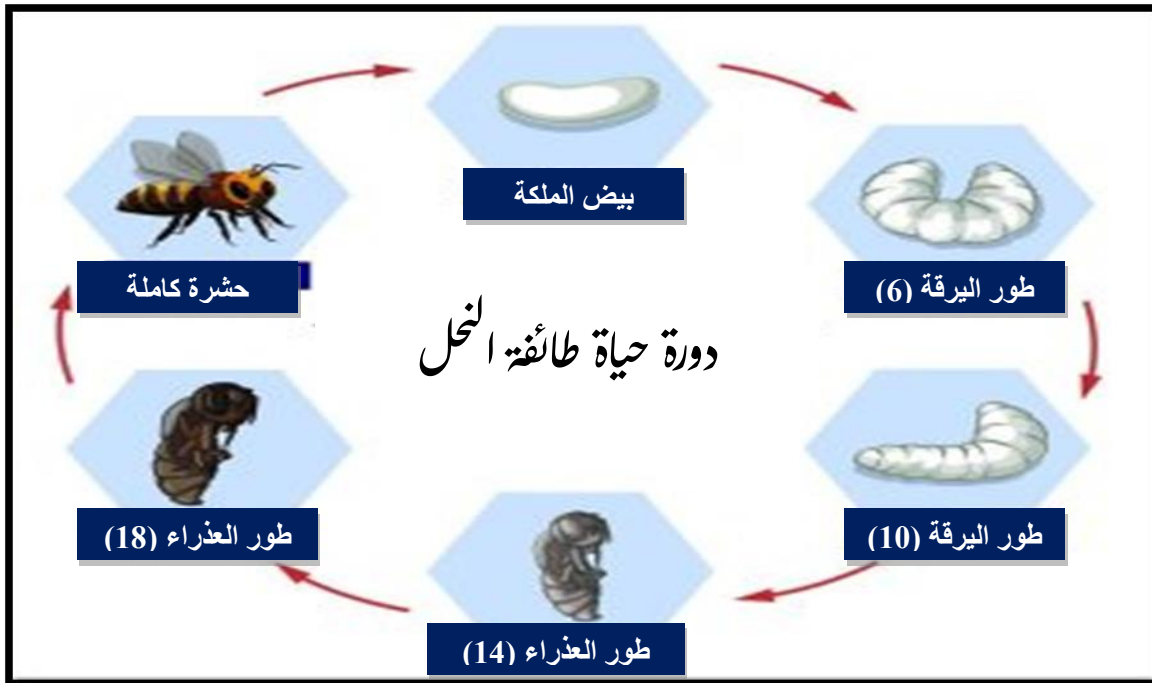 بيض الملكة
حشرة كاملة
طور اليرقة (6)
دورة حياة طائفة النحل
طور العذراء (18)
طور اليرقة (10)
طور العذراء (14)